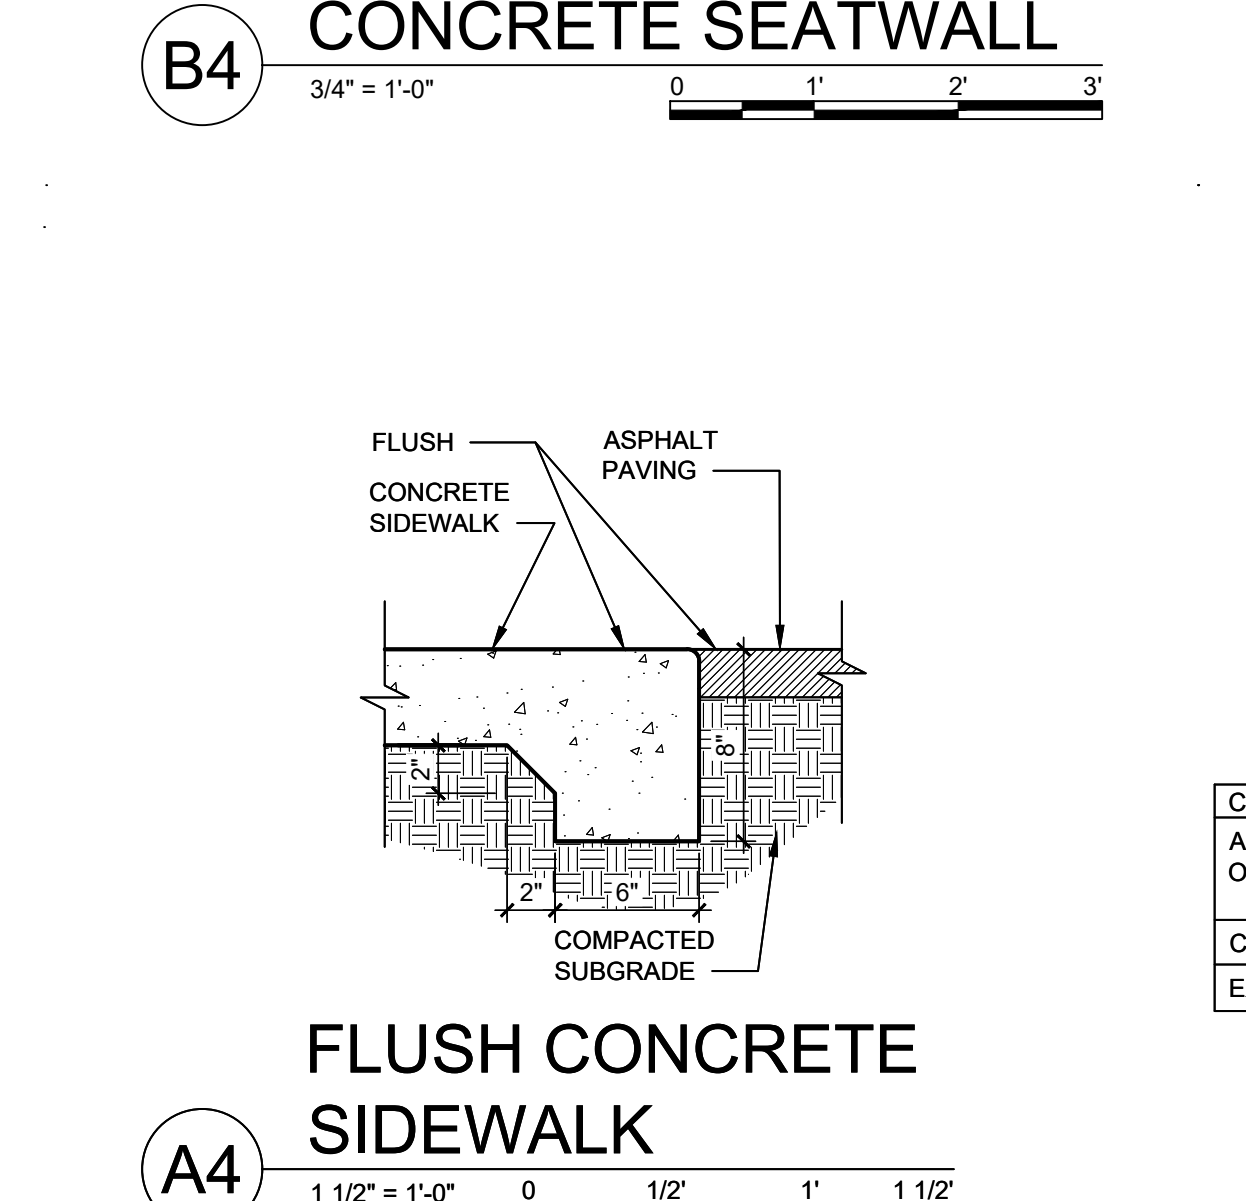 CONCRETE SEATWALL
B4
3/4" = 1'-0"
0 1' 2' 3'
FLUSH
ASPHALT
PAVING
CONCRETE
SIDEWALK
2"
8"
2"
6"
COMPACTED
SUBGRADE
C
A
O
C
E
FLUSH CONCRETE
SIDEWALK
A4
1 1/2" = 1'-0"
0 1/2' 1' 1 1/2'